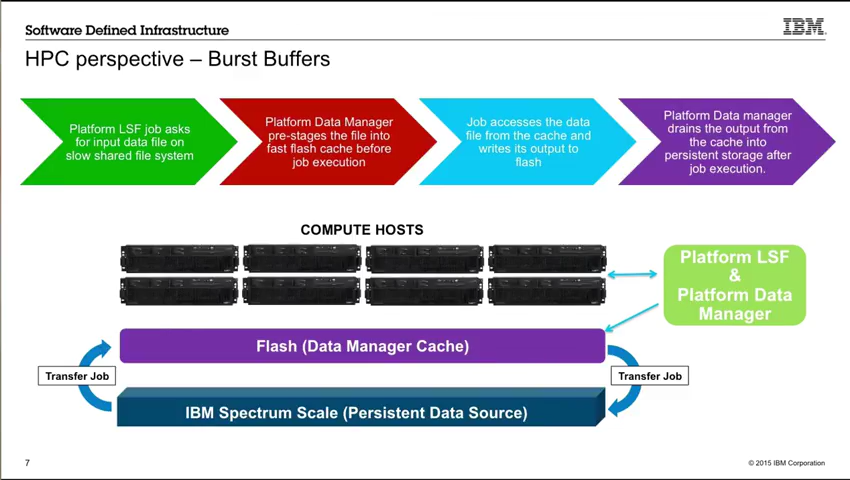 Software Defined Infrastructure
IBM
HPC perspective – Burst Buffers
Platform LSF job asks
for input data file on
slow shared file system
Platform Data Manager
pre-stages the file into
fast flash cache before
job execution
Job accesses the data
file from the cache and
writes its output to
flash
Platform Data manager
drains the output from
the cache into
persistent storage after
job execution.
COMPUTE HOSTS
Platform LSF
&
Platform Data
Manager
Flash (Data Manager Cache)
Transfer Job
Transfer Job
IBM Spectrum Scale (Persistent Data Source)
7
© 2015 IBM Corporation